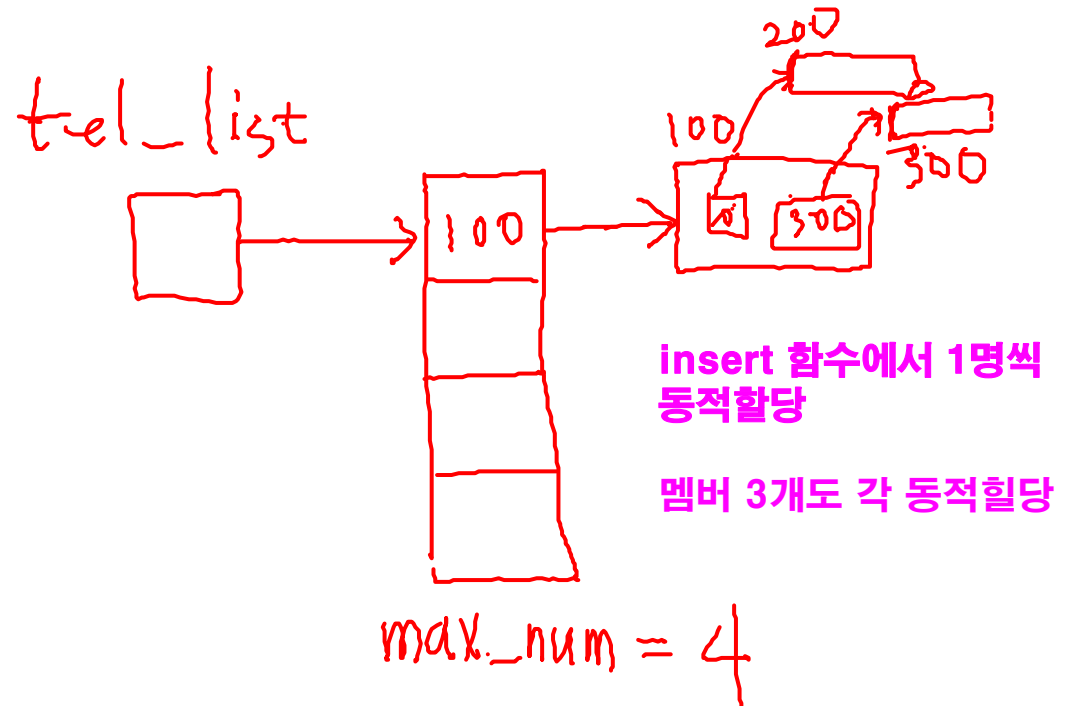 200
tel_list
100
300
100
300
insert 함수에서 1명씩
동적할당
멤버 3개도 각 동적힐당
max_num = 4